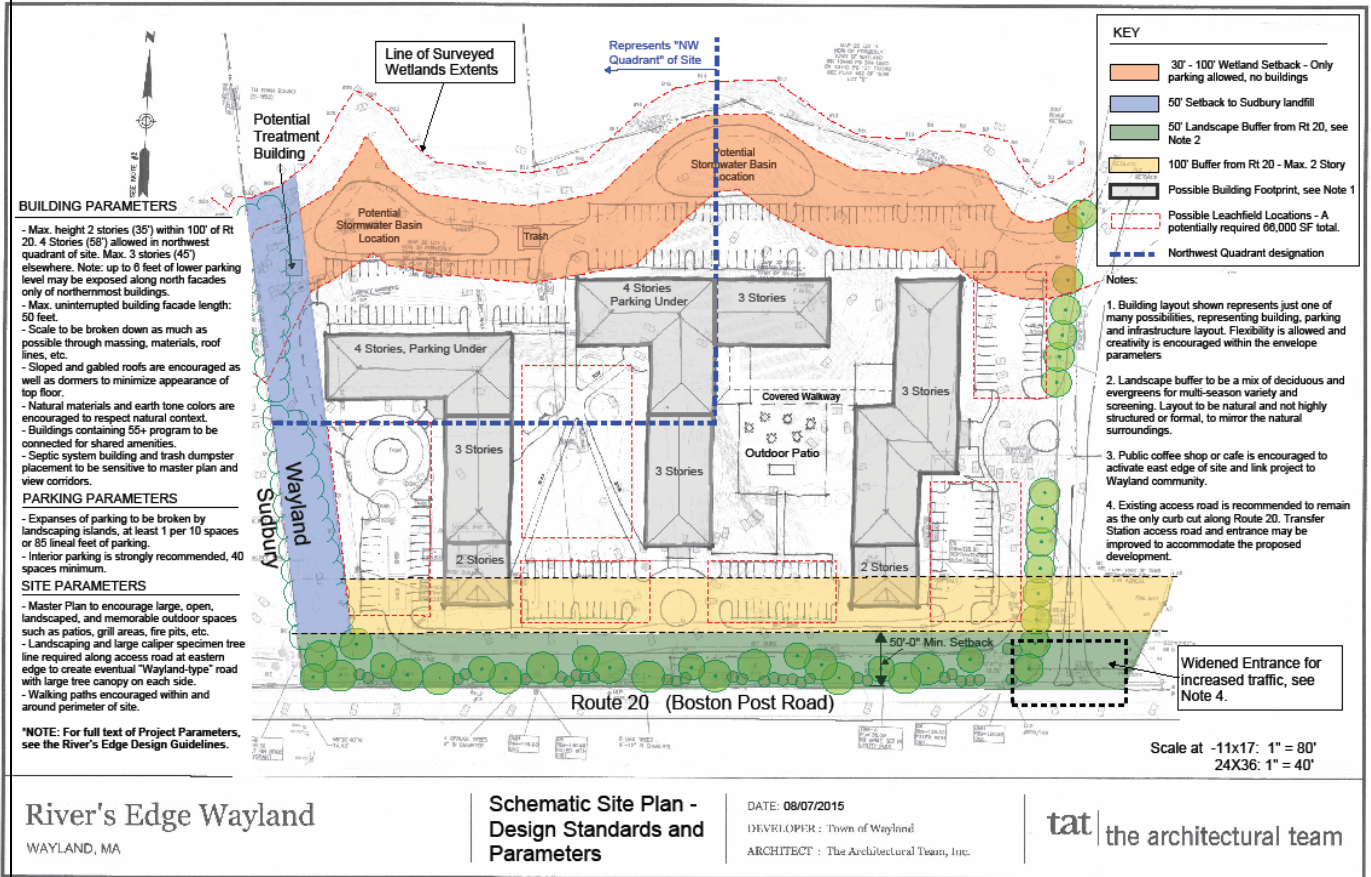 N
SEE NOTE #2
Line of Surveyed
Wetlands Extents
Represents "NW
Quadrant" of Site
Potential
Treatment
Building
Potential
Stormwater Basin
Location
Potential
Stormwater Basin
Location
Trash
4 Stories
Parking Under
3 Stories
4 Stories, Parking Under
3 Stories
Covered Walkway
Outdoor Patio
3 Stories
3 Stories
2 Stories
2 Stories
Wayland
Sudbury
50'-0" Min. Setback
Route 20 (Boston Post Road)
Widened Entrance for
increased traffic, see
Note 4.
BUILDING PARAMETERS
- Max. height 2 stories (35') within 100' of Rt
20. 4 Stories (58') allowed in northwest
quadrant of site. Max. 3 stories (45')
elsewhere. Note: up to 6 feet of lower parking
level may be exposed along north facades
only of northernmost buildings.
- Max. uninterrupted building facade length:
50 feet.
- Scale to be broken down as much as
possible through massing, materials, roof
lines, etc.
- Sloped and gabled roofs are encouraged as
well as dormers to minimize appearance of
top floor.
- Natural materials and earth tone colors are
encouraged to respect natural context.
- Buildings containing 55+ program to be
connected for shared amenities.
- Septic system building and trash dumpster
placement to be sensitive to master plan and
view corridors.
PARKING PARAMETERS
- Expanses of parking to be broken by
landscaping islands, at least 1 per 10 spaces
or 85 lineal feet of parking.
- Interior parking is strongly recommended, 40
spaces minimum.
SITE PARAMETERS
- Master Plan to encourage large, open,
landscaped, and memorable outdoor spaces
such as patios, grill areas, fire pits, etc.
- Landscaping and large caliper specimen tree
line required along access road at eastern
edge to create eventual "Wayland-type" road
with large tree canopy on each side.
- Walking paths encouraged within and
around perimeter of site.
*NOTE: For full text of Project Parameters,
see the River's Edge Design Guidelines.
KEY
30' - 100' Wetland Setback - Only
parking allowed, no buildings
50' Setback to Sudbury landfill
50' Landscape Buffer from Rt 20, see
Note 2
100' Buffer from Rt 20 - Max. 2 Story
Possible Building Footprint, see Note 1
Possible Leachfield Locations - A
potentially required 66,000 SF total.
Northwest Quadrant designation
Notes:
1. Building layout shown represents just one of
many possibilities, representing building, parking
and infrastructure layout. Flexibility is allowed and
creativity is encouraged within the envelope
parameters
2. Landscape buffer to be a mix of deciduous and
evergreens for multi-season variety and
screening. Layout to be natural and not highly
structured or formal, to mirror the natural
surroundings.
3. Public coffee shop or cafe is encouraged to
activate east edge of site and link project to
Wayland community.
4. Existing access road is recommended to remain
as the only curb cut along Route 20. Transfer
Station access road and entrance may be
improved to accommodate the proposed
development.
Scale at -11x17: 1" = 80'
24X36: 1" = 40'
River's Edge Wayland
WAYLAND, MA
Schematic Site Plan -
Design Standards and
Parameters
DATE: 08/07/2015
DEVELOPER : Town of Wayland
ARCHITECT : The Architectural Team, Inc.
tat | the architectural team